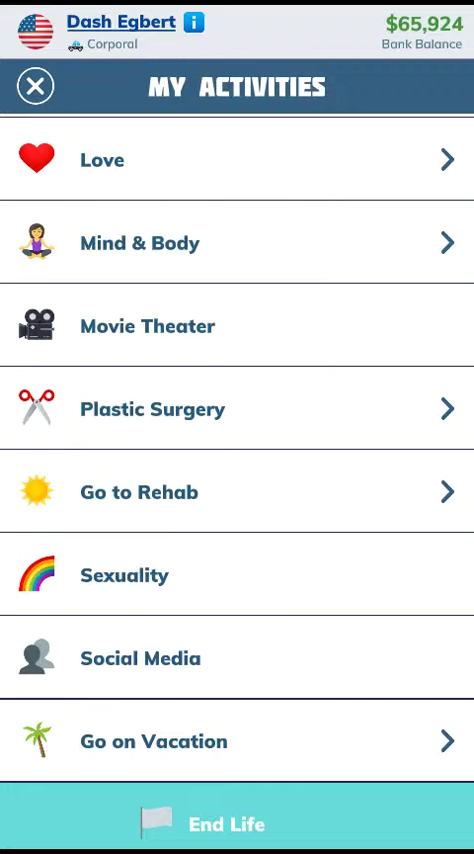 Dash Egbert
$65,924
Corporal
Bank Balance
MY ACTIVITIES
Love
Mind & Body
Movie Theater
Plastic Surgery
Go to Rehab
Sexuality
Social Media
Go on Vacation
End Life